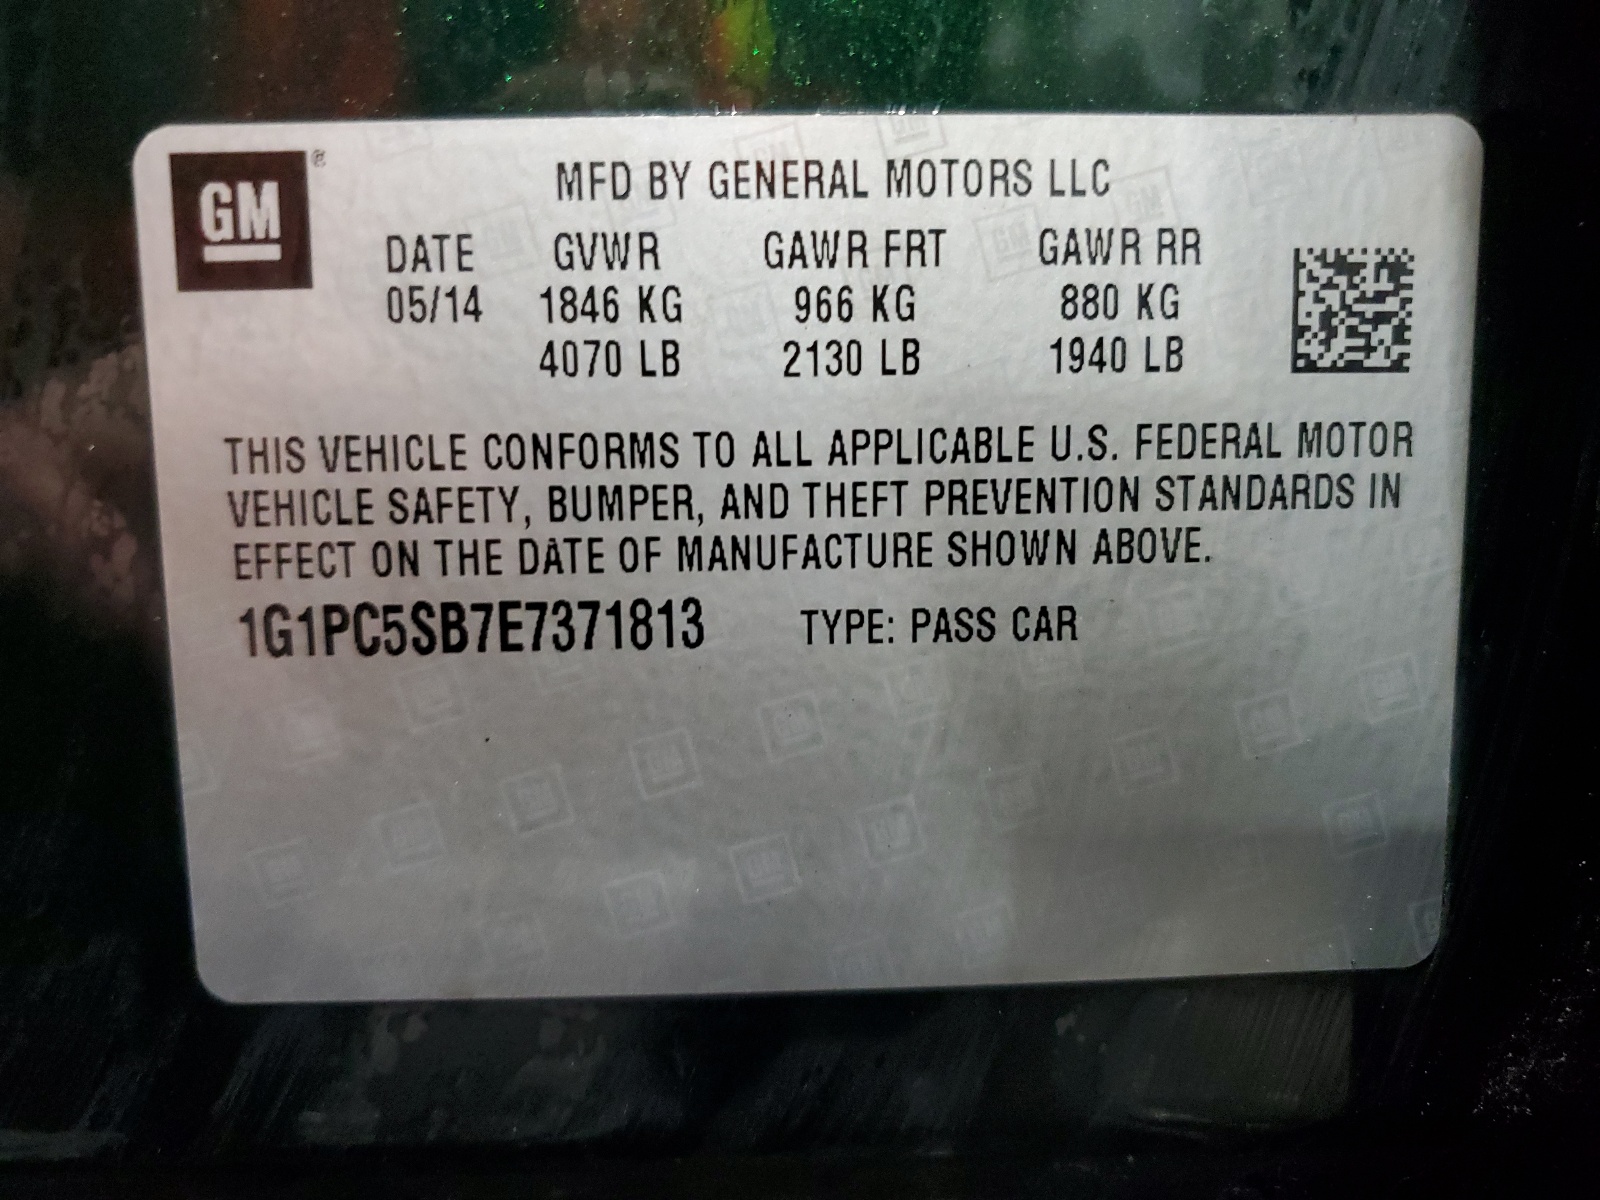 GM ®
MFD BY GENERAL MOTORS LLC
DATE GVWR GAWR FRT GAWR RR
05/14 1846 KG 966 KG 880 KG
4070 LB 2130 LB 1940 LB
THIS VEHICLE CONFORMS TO ALL APPLICABLE U.S. FEDERAL MOTOR
VEHICLE SAFETY, BUMPER, AND THEFT PREVENTION STANDARDS IN
EFFECT ON THE DATE OF MANUFACTURE SHOWN ABOVE.
1G1PC5SB7E7371813 TYPE: PASS CAR